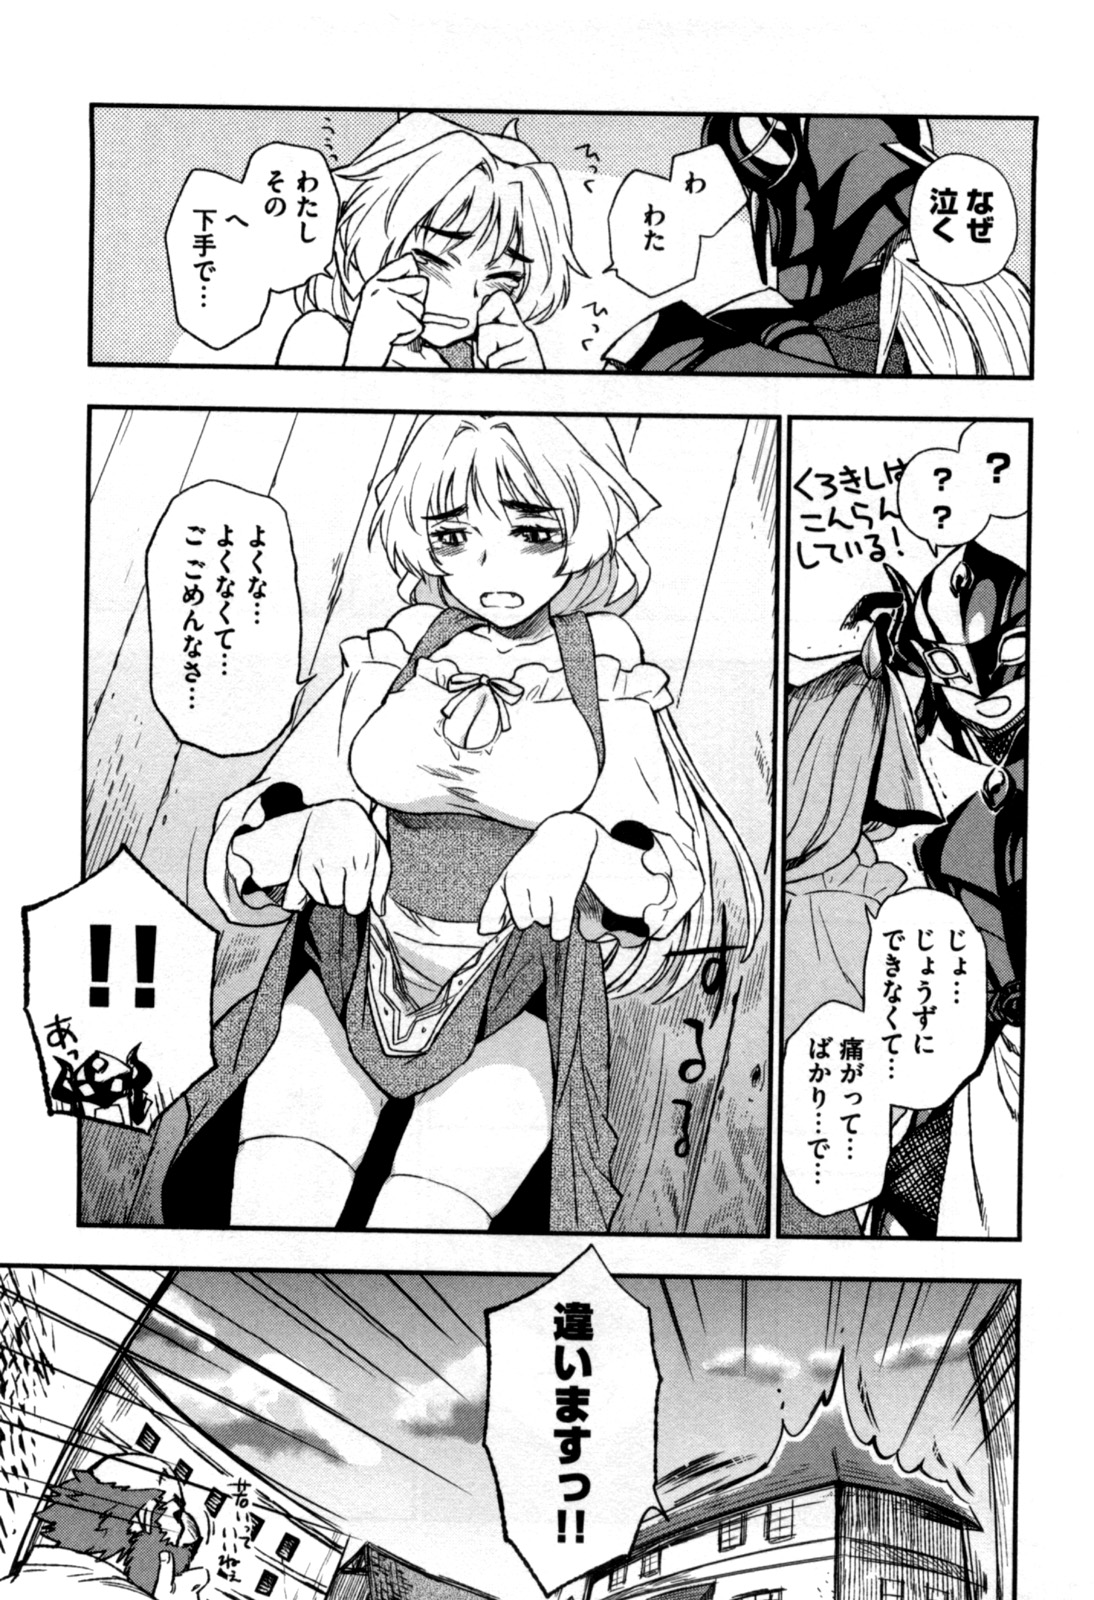 なぜ
泣く
わ
わた
ひっく
ひっく
わたし
その
へ
下手で…
?
?
?
くろきしは
こんらん
している!
じょ…
じょうずに
できなくて…
痛がって…
ばかり…で…
よくな…
よくなくて…
ご ごめんなさ…
するする
!!
あっ
違いますっ!!
若いって
いいねぇ